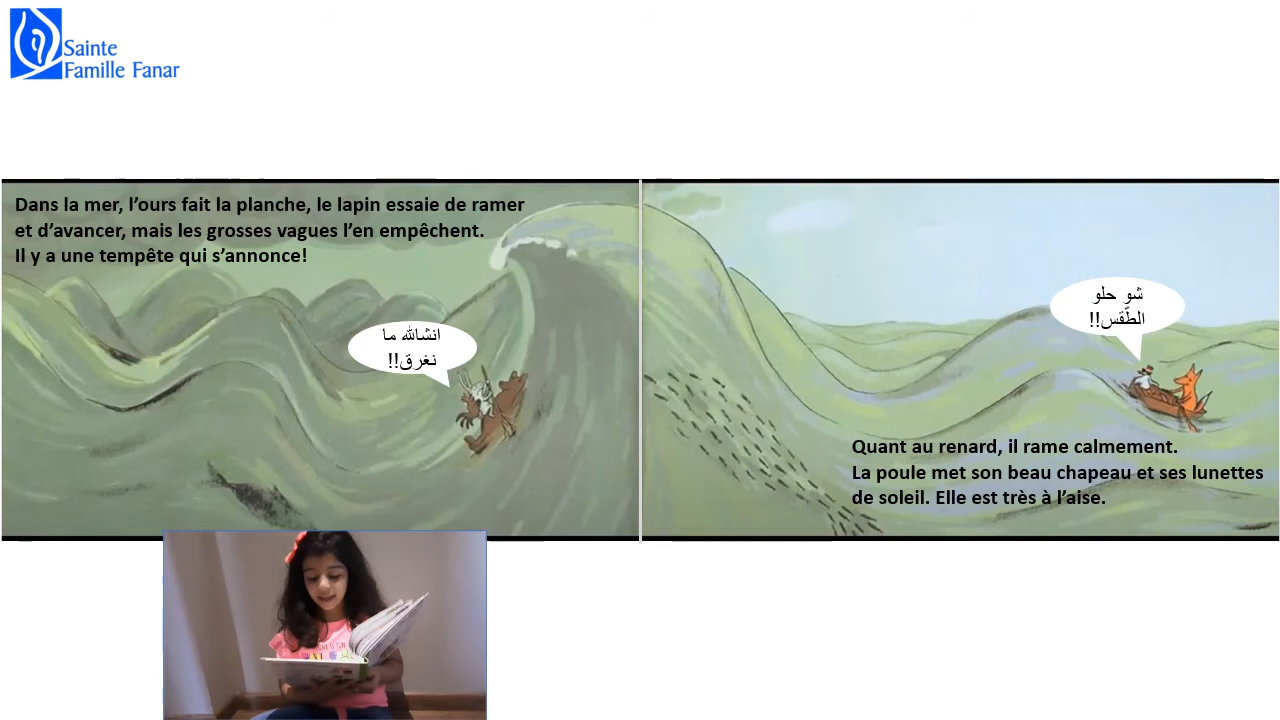 Sainte
Famille Fanar
Dans la mer, l’ours fait la planche, le lapin essaie de ramer
et d’avancer, mais les grosses vagues l’en empêchent.
Il y a une tempête qui s’annonce!
انشالله ما
نغرق!!
شو حلو
الطّقس!!
Quant au renard, il rame calmement.
La poule met son beau chapeau et ses lunettes
de soleil. Elle est très à l’aise.